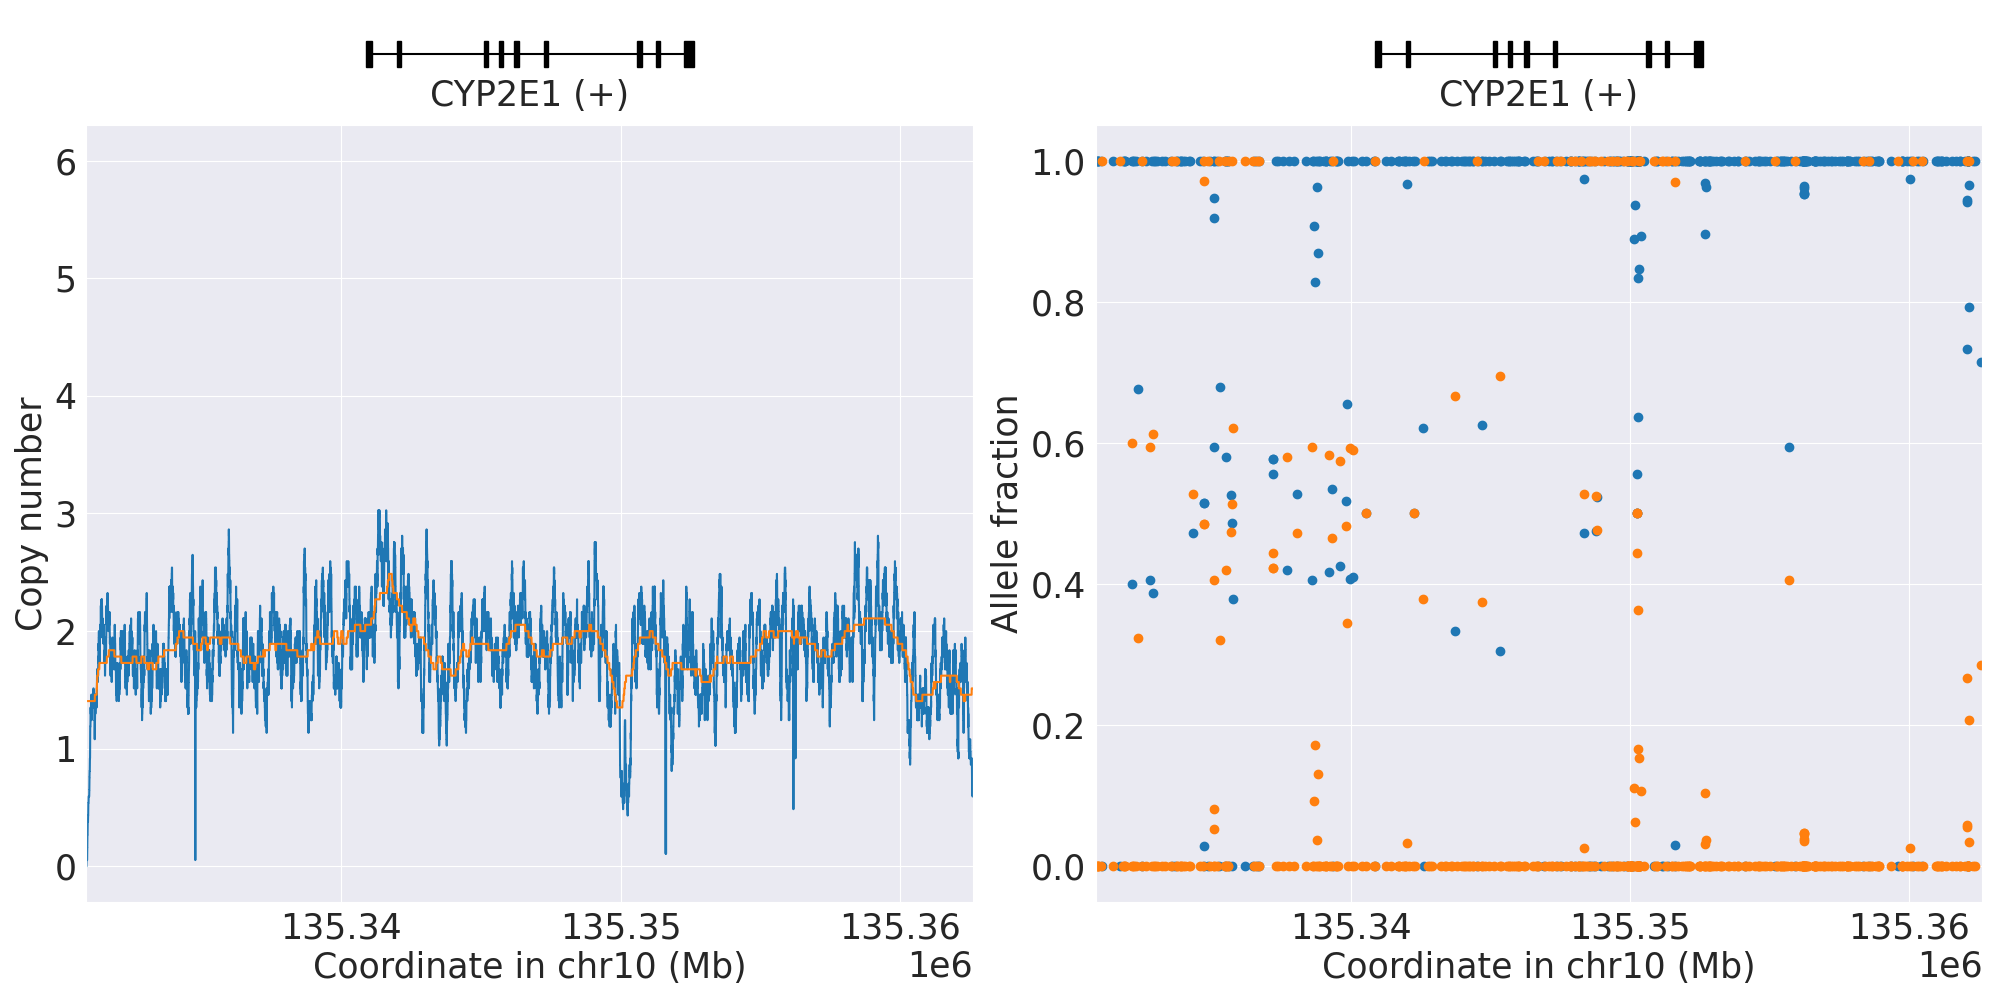 CYP2E1 (+)
6
5
4
3
2
1
0
Copy number
135.34 135.35 135.36
Coordinate in chr10 (Mb)
1e6
CYP2E1 (+)
1.0
0.8
0.6
0.4
0.2
0.0
Allele fraction
135.34 135.35 135.36
Coordinate in chr10 (Mb)
1e6